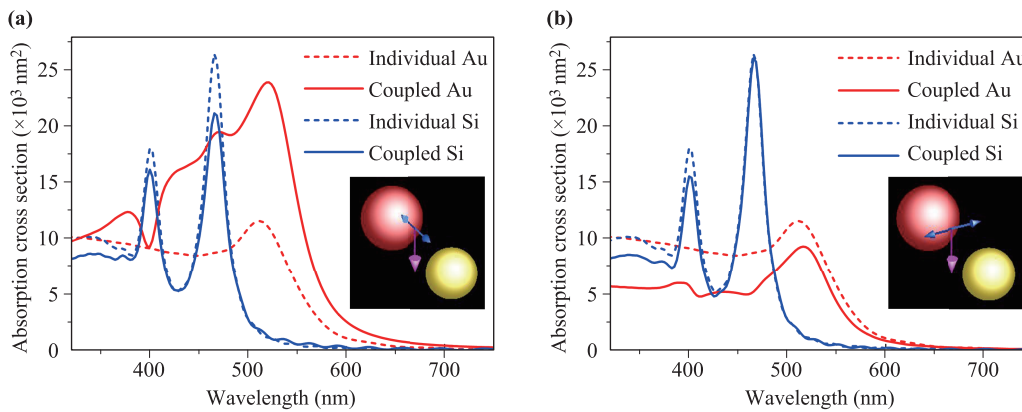 (a)
25
20
15
10
5
0
400
500
600
700
Absorption cross section (×10³ nm²)
Wavelength (nm)
Individual Au
Coupled Au
Individual Si
Coupled Si
(b)
25
20
15
10
5
0
400
500
600
700
Absorption cross section (×10³ nm²)
Wavelength (nm)
Individual Au
Coupled Au
Individual Si
Coupled Si